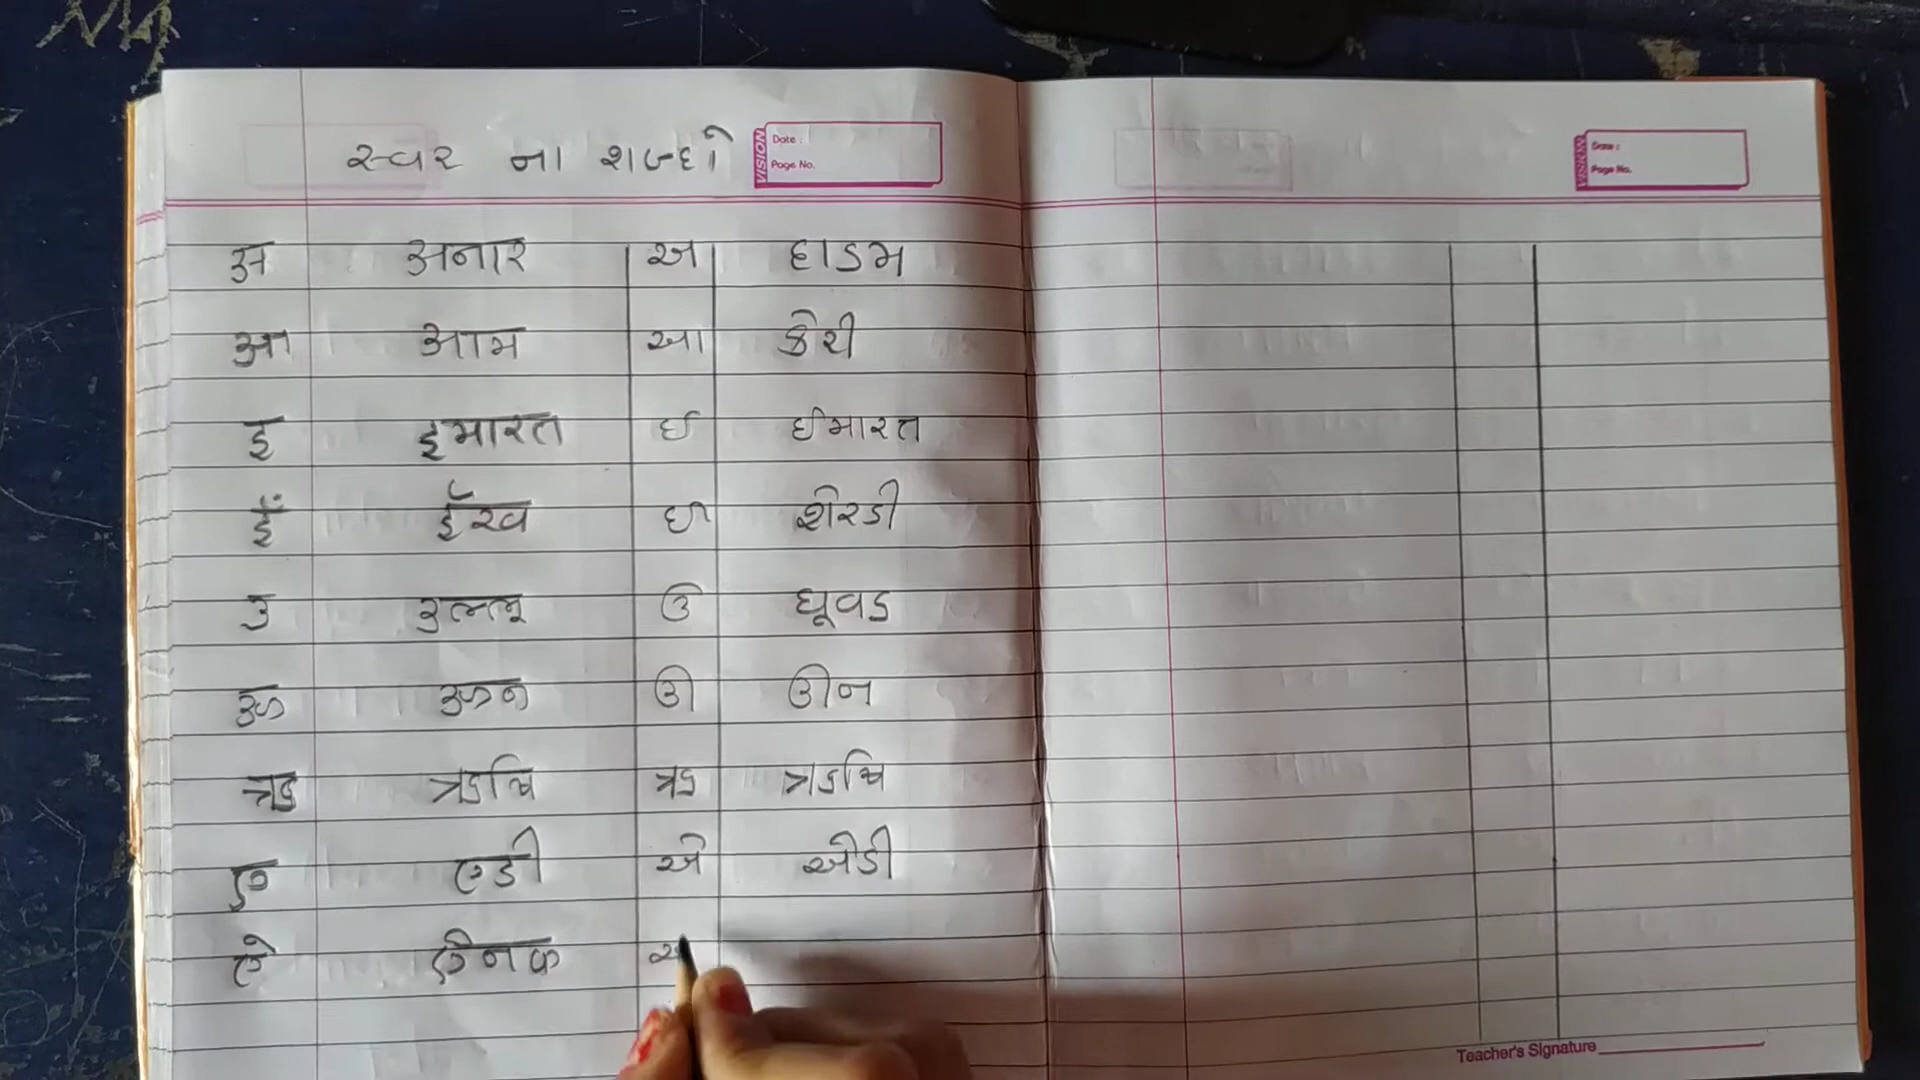 સ્વર ના શબ્દો
Date :
Page No.
VISION
Date :
Page No.
अ अनार અ દાડમ
आ आम આ કેરી
इ इमारत ઈ ઈમારત
ई ईख ઈ શેરડી
उ उल्लू ઉ ઘૂવડ
ऊ ऊन ઊ ઊન
ऋ ऋषि ઋ ઋષિ
ए एडी એ એડી
ऐ ऐनक અ
Teacher's Signature